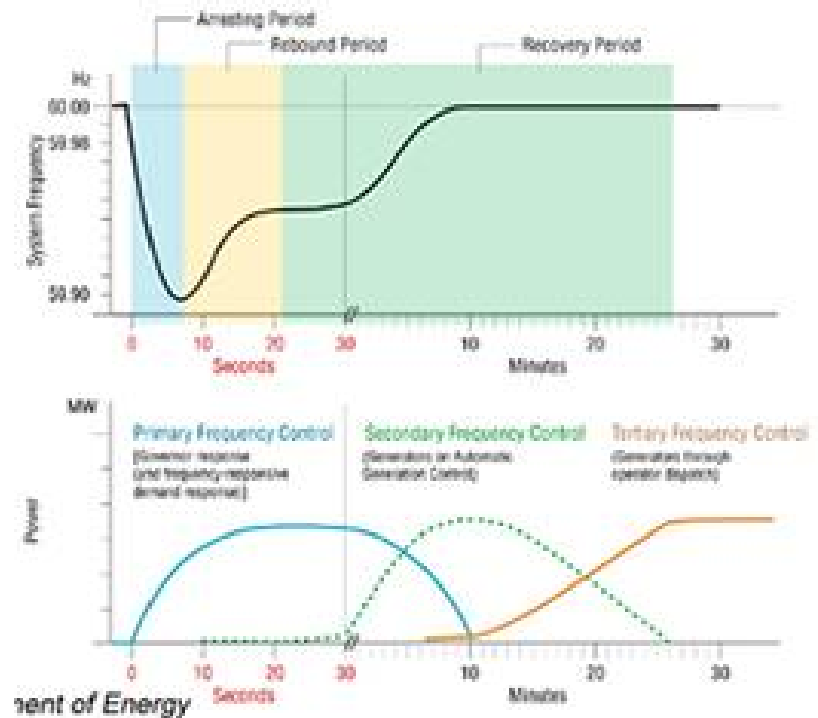 Arresting Period
Rebound Period
Recovery Period
Hz
60.00
59.98
59.90
System Frequency
0 10 20 30 10 20 30
Seconds Minutes
MW
Primary Frequency Control
(Governor response
(and frequency-responsive
demand response)]
Secondary Frequency Control
(Generators on Automatic
Generation Control)
Tertiary Frequency Control
(Generators through
operator dispatch)
Power
0 10 20 30 10 20 30
Seconds Minutes
ment of Energy